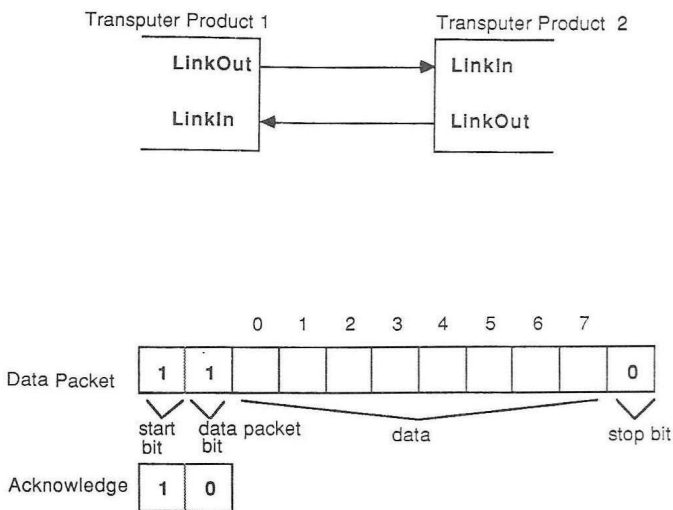 Transputer Product 1
Transputer Product 2
LinkOut
LinkIn
LinkIn
LinkOut
0 1 2 3 4 5 6 7
Data Packet
1 1 0
start bit
data packet bit
data
stop bit
Acknowledge
1 0